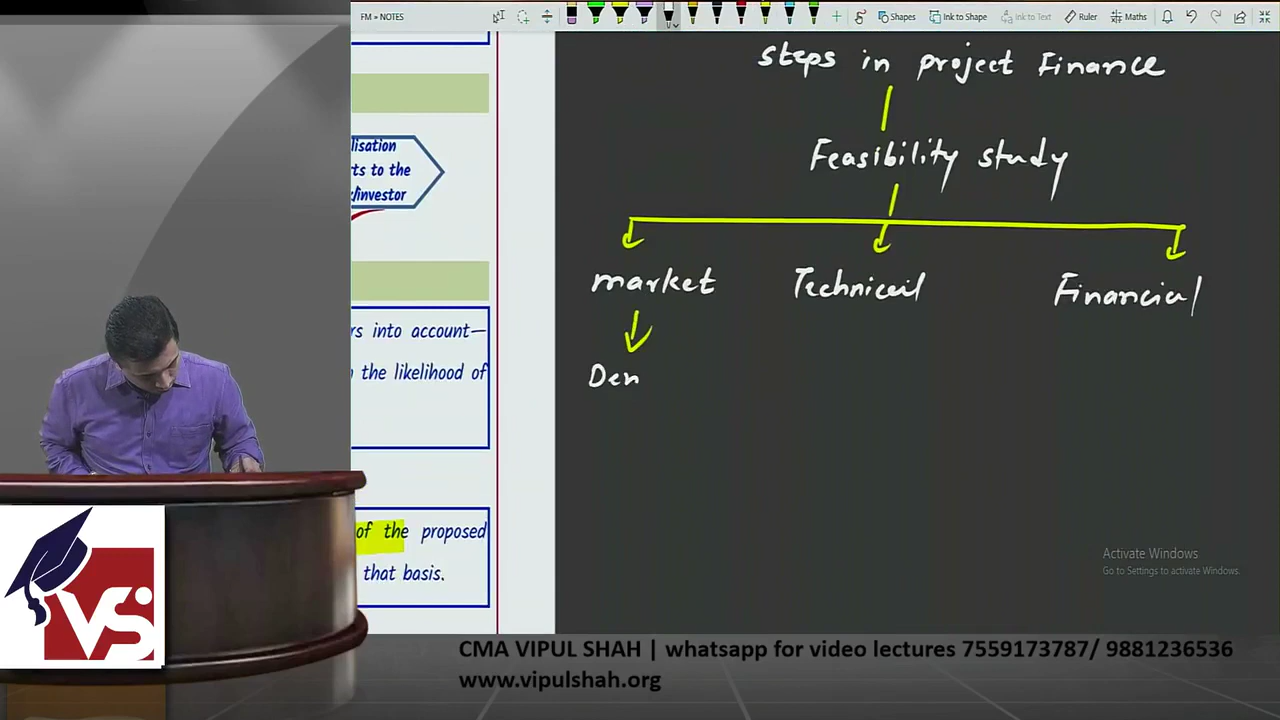 FM » NOTES
Shapes
Ink to Shape
Ink to Text
Ruler
Maths
steps in project Finance
Feasibility study
market Technical Financial
Den
lisation
ts to the
/investor
rs into account—
the likelihood of
of the proposed
that basis.
Activate Windows
Go to Settings to activate Windows.
VS
CMA VIPUL SHAH | whatsapp for video lectures 7559173787/ 9881236536
www.vipulshah.org